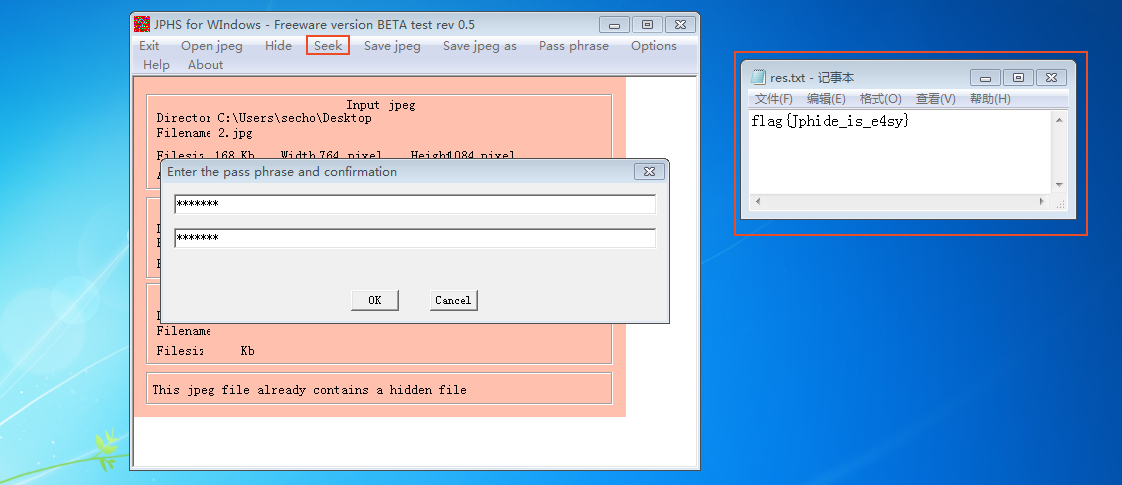 JPHS for WIndows - Freeware version BETA test rev 0.5
Exit Open jpeg Hide Seek Save jpeg Save jpeg as Pass phrase Options
Help About
Input jpeg
Director C:\Users\secho\Desktop
Filename 2.jpg
Filesiz 168 Kb Width 764 pixel Height 1084 pixel
Enter the pass phrase and confirmation
*******
*******
OK Cancel
Filename
Filesiz Kb
This jpeg file already contains a hidden file
res.txt - 记事本
文件(F) 编辑(E) 格式(O) 查看(V) 帮助(H)
flag{Jphide_is_e4sy}